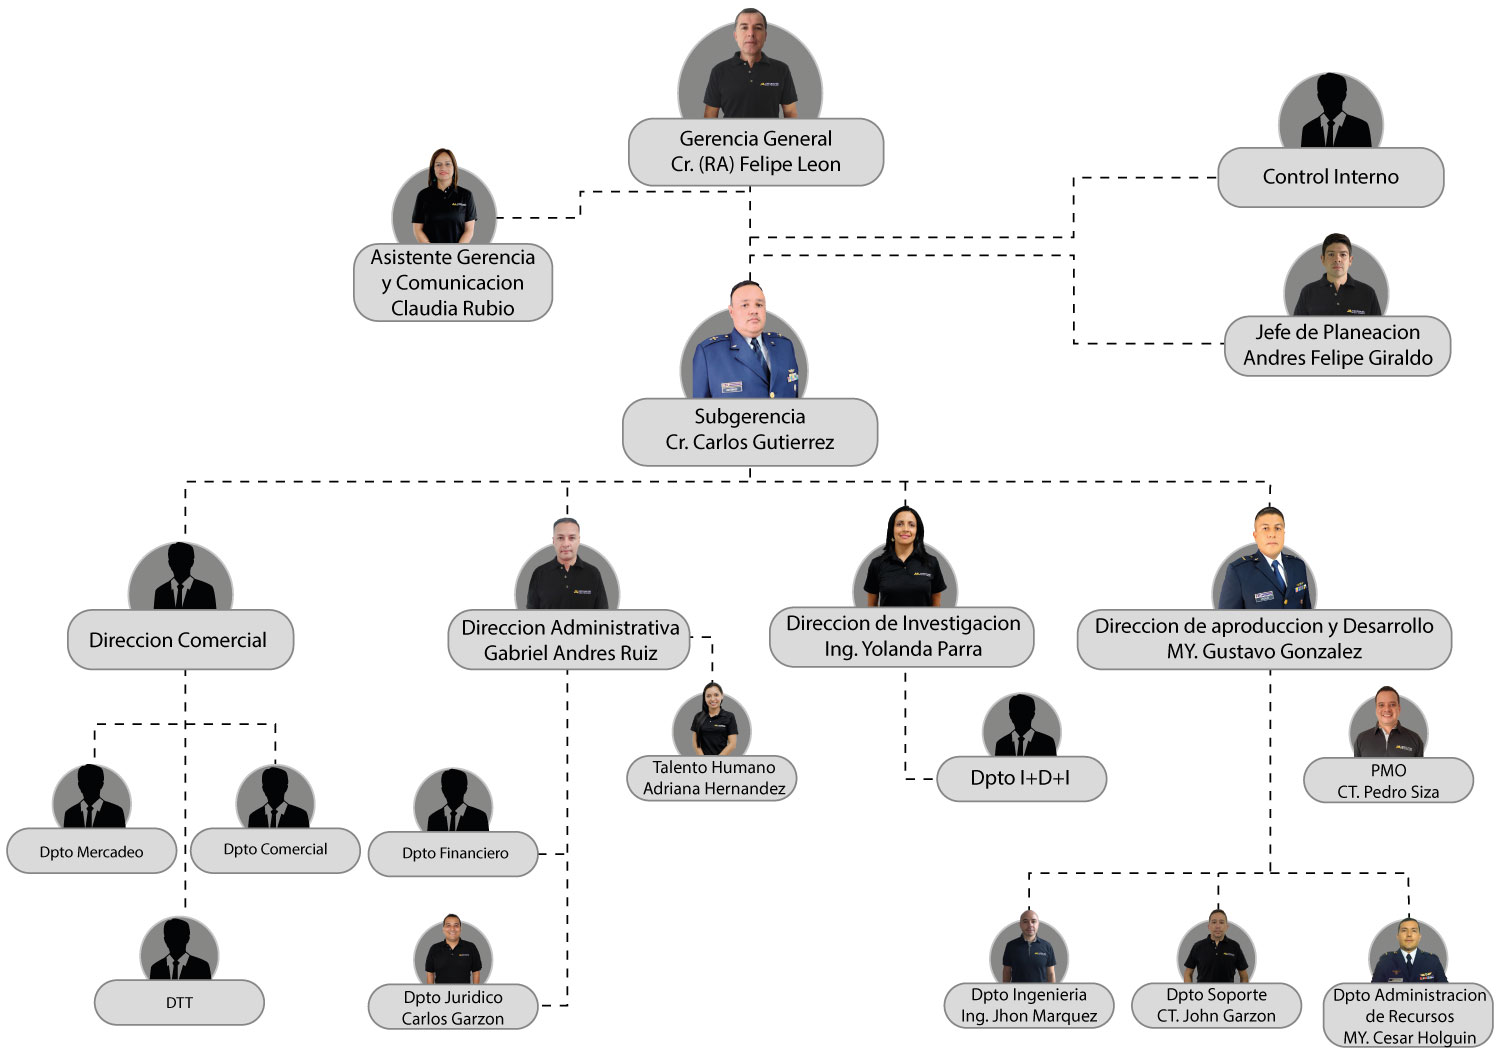 Gerencia General
Cr. (RA) Felipe Leon
Control Interno
Asistente Gerencia
y Comunicacion
Claudia Rubio
Jefe de Planeacion
Andres Felipe Giraldo
Subgerencia
Cr. Carlos Gutierrez
Direccion Comercial
Direccion Administrativa
Gabriel Andres Ruiz
Direccion de Investigacion
Ing. Yolanda Parra
Direccion de aproduccion y Desarrollo
MY. Gustavo Gonzalez
Talento Humano
Adriana Hernandez
Dpto I+D+I
PMO
CT. Pedro Siza
Dpto Mercadeo
Dpto Comercial
Dpto Financiero
DTT
Dpto Juridico
Carlos Garzon
Dpto Ingenieria
Ing. Jhon Marquez
Dpto Soporte
CT. John Garzon
Dpto Administracion
de Recursos
MY. Cesar Holguin